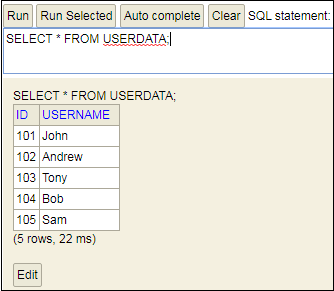 Run Run Selected Auto complete Clear SQL statement:
SELECT * FROM USERDATA;
SELECT * FROM USERDATA;
ID USERNAME
101 John
102 Andrew
103 Tony
104 Bob
105 Sam
(5 rows, 22 ms)
Edit